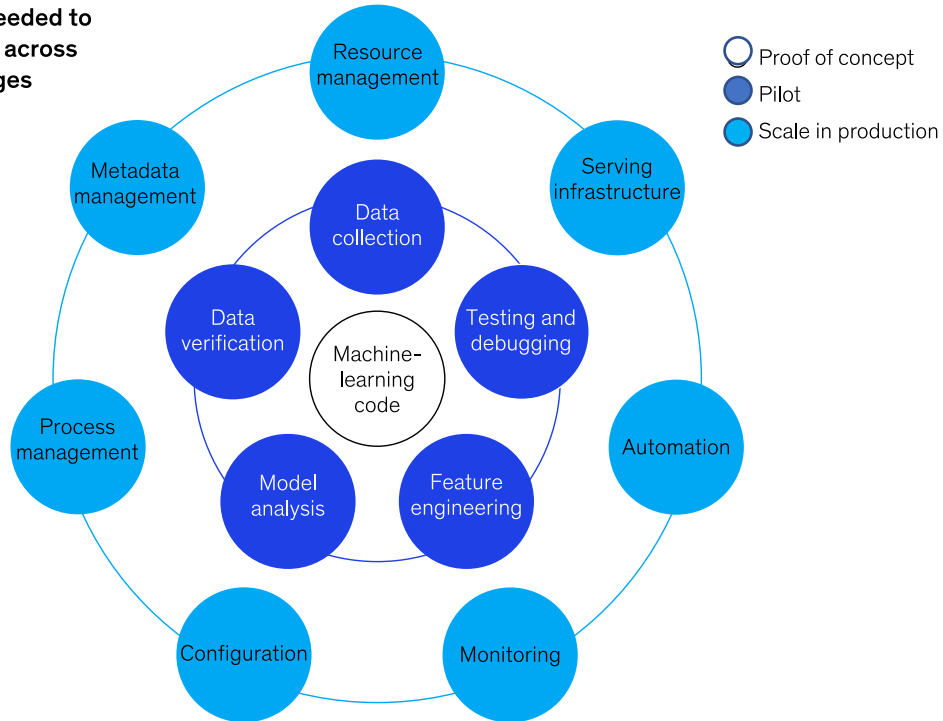 eeded to
across
ges
Proof of concept
Pilot
Scale in production
Resource
management
Metadata
management
Serving
infrastructure
Data
collection
Data
verification
Testing and
debugging
Machine-
learning
code
Process
management
Automation
Model
analysis
Feature
engineering
Configuration
Monitoring